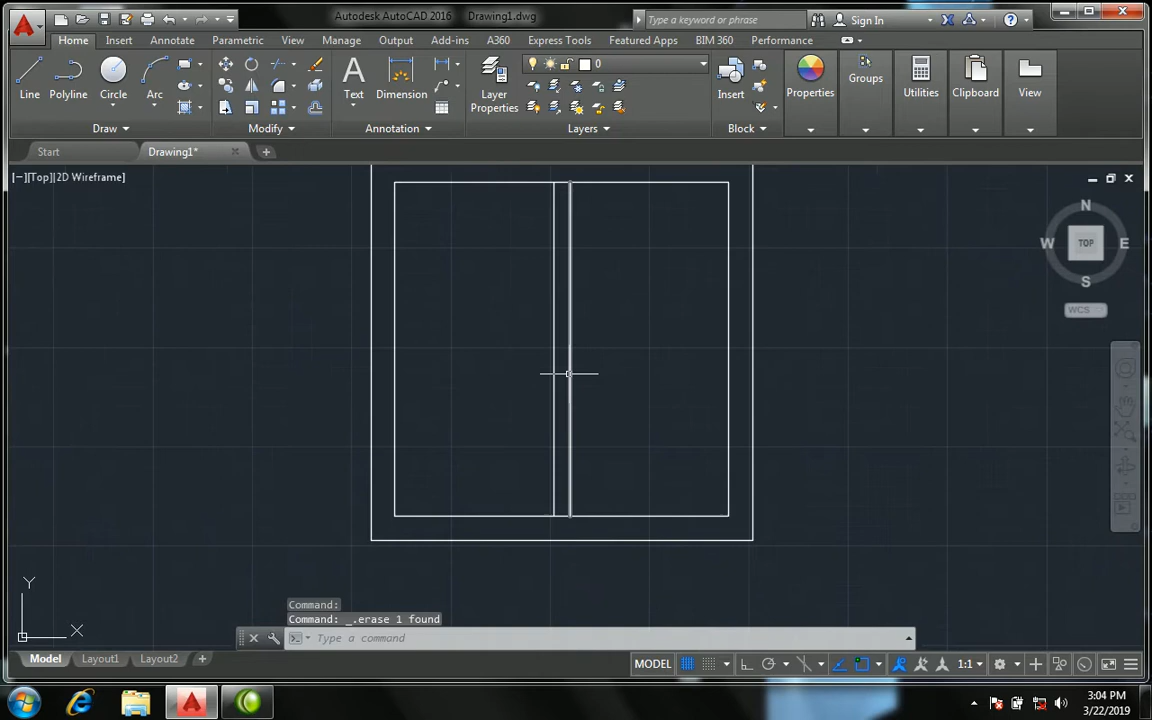 Autodesk AutoCAD 2016 Drawing1.dwg
Type a keyword or phrase
Sign In
Home Insert Annotate Parametric View Manage Output Add-ins A360 Express Tools Featured Apps BIM 360 Performance
0
Line Polyline Circle Arc
Text Dimension
Layer
Properties
Insert
Properties
Groups
Utilities
Clipboard
View
Draw Modify Annotation Layers Block
Start Drawing1*
[−][Top][2D Wireframe]
N
W TOP E
S
WCS
Y
X
Command:
Command: _.erase 1 found
Type a command
Model Layout1 Layout2
MODEL
1:1
3:04 PM
3/22/2019